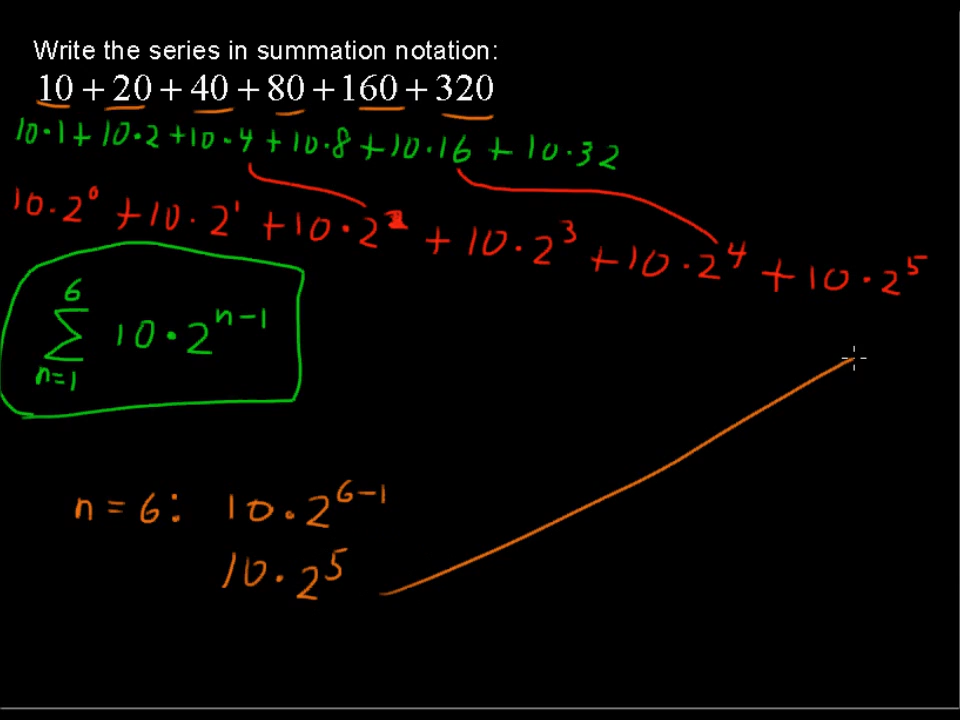 Write the series in summation notation:
10 + 20 + 40 + 80 + 160 + 320
10·1 + 10·2 + 10·4 + 10·8 + 10·16 + 10·32
10·2⁰ + 10·2¹ + 10·2² + 10·2³ + 10·2⁴ + 10·2⁵
6
∑ 10·2ⁿ⁻¹
n=1
n=6: 10·2⁶⁻¹
10·2⁵